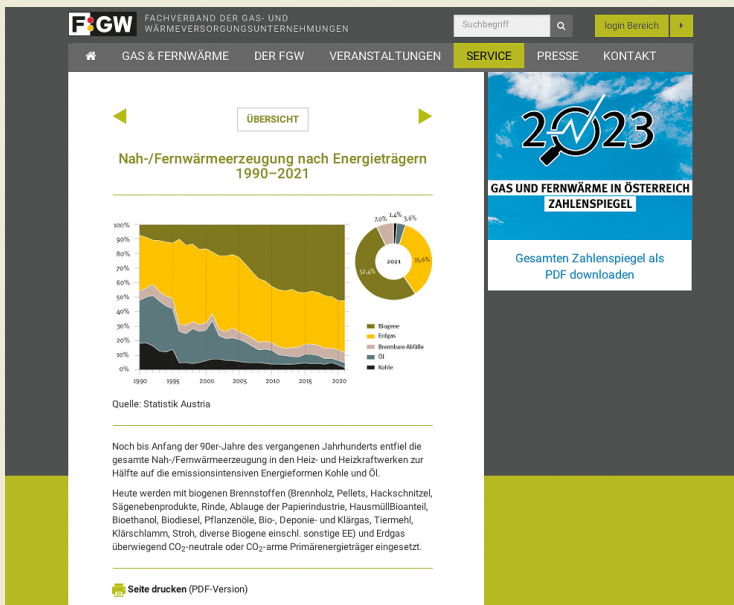 F:GW
FACHVERBAND DER GAS- UND
WÄRMEVERSORGUNGSUNTERNEHMUNGEN
Suchbegriff
login Bereich
GAS & FERNWÄRME DER FGW VERANSTALTUNGEN SERVICE PRESSE KONTAKT
ÜBERSICHT
Nah-/Fernwärmeerzeugung nach Energieträgern
1990–2021
100%
90%
80%
70%
60%
50%
40%
30%
20%
10%
0%
1990 1995 2000 2005 2010 2015 2020
7,0% 1,4% 3,6%
35,6%
52,4%
2021
Biogene
Erdgas
Brennbare Abfälle
Öl
Kohle
Quelle: Statistik Austria
Noch bis Anfang der 90er-Jahre des vergangenen Jahrhunderts entfiel die
gesamte Nah-/Fernwärmeerzeugung in den Heiz- und Heizkraftwerken zur
Hälfte auf die emissionsintensiven Energieformen Kohle und Öl.
Heute werden mit biogenen Brennstoffen (Brennholz, Pellets, Hackschnitzel,
Sägenebenprodukte, Rinde, Ablauge der Papierindustrie, HausmüllBioanteil,
Bioethanol, Biodiesel, Pflanzenöle, Bio-, Deponie- und Klärgas, Tiermehl,
Klärschlamm, Stroh, diverse Biogene einschl. sonstige EE) und Erdgas
überwiegend CO2-neutrale oder CO2-arme Primärenergieträger eingesetzt.
Seite drucken (PDF-Version)
2023
GAS UND FERNWÄRME IN ÖSTERREICH
ZAHLENSPIEGEL
Gesamten Zahlenspiegel als
PDF downloaden